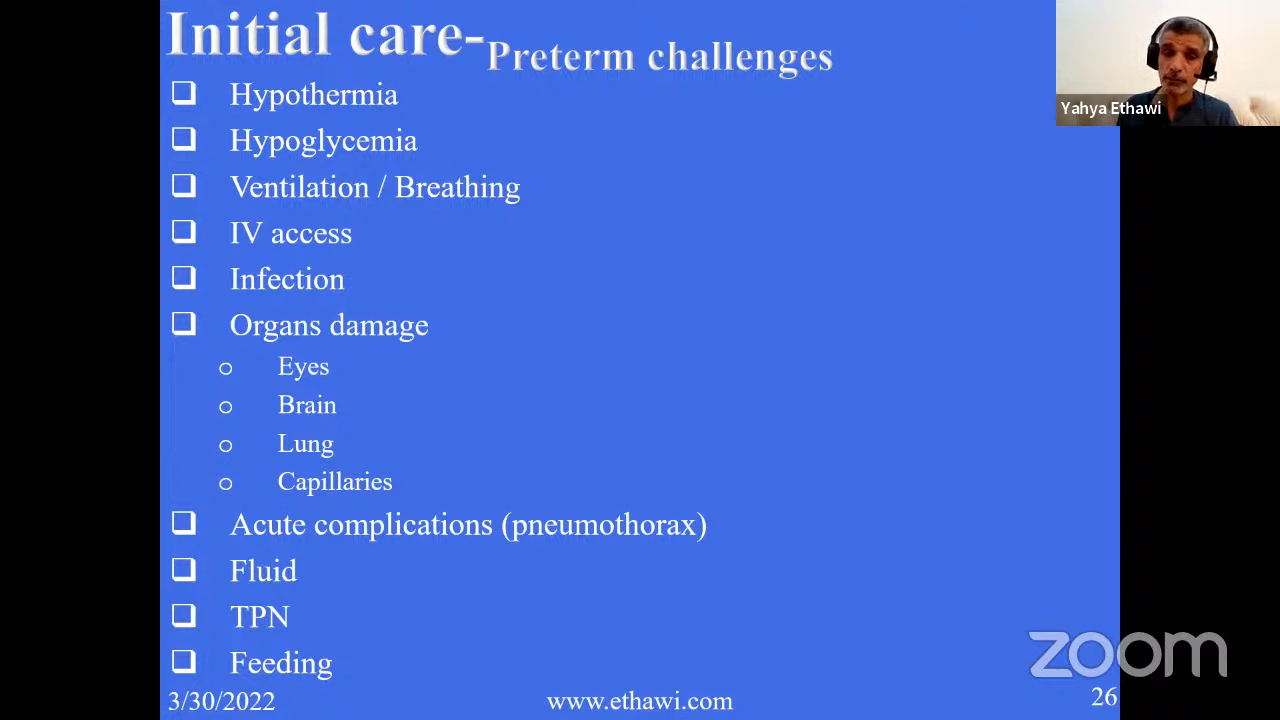 Initial care-Preterm challenges
Hypothermia
Hypoglycemia
Ventilation / Breathing
IV access
Infection
Organs damage
Eyes
Brain
Lung
Capillaries
Acute complications (pneumothorax)
Fluid
TPN
Feeding
3/30/2022 www.ethawi.com 26
Yahya Ethawi
zoom